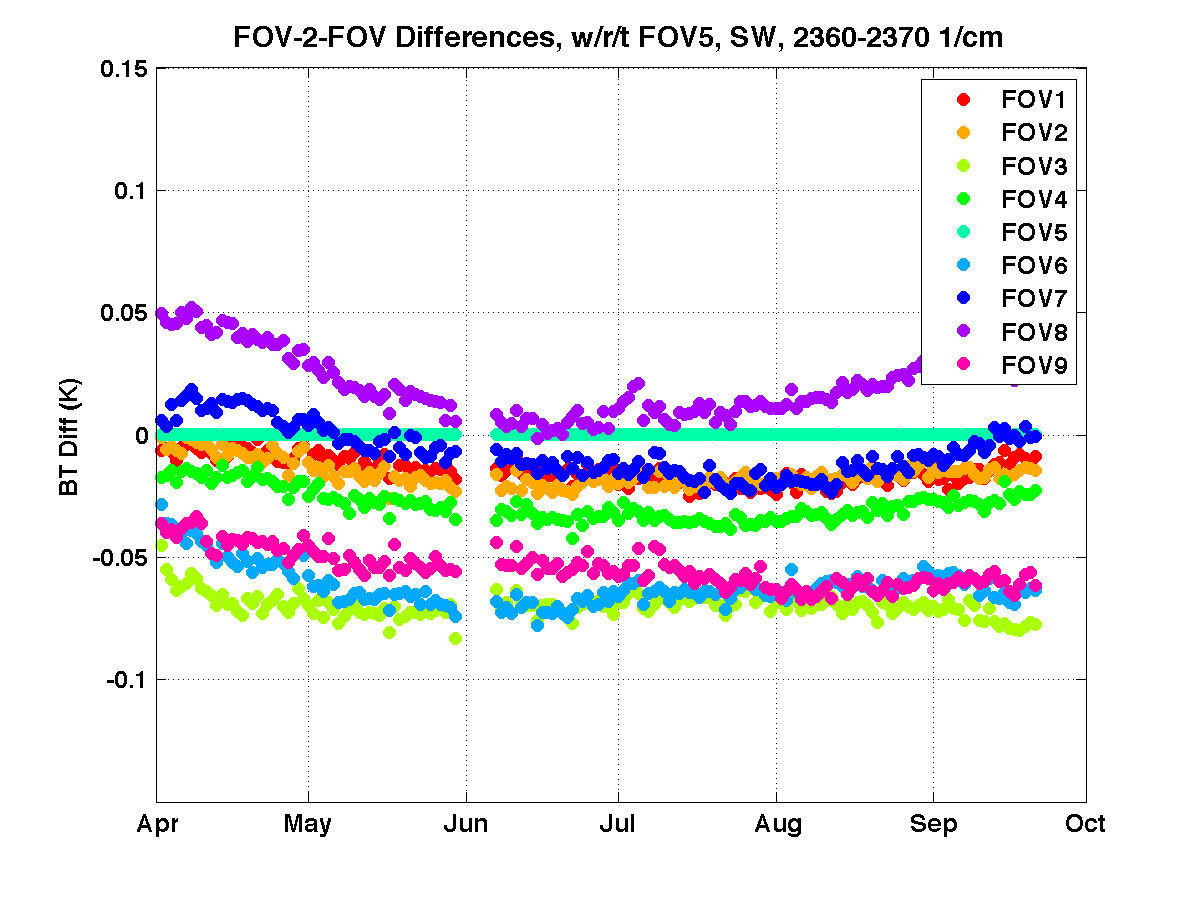 FOV-2-FOV Differences, w/r/t FOV5, SW, 2360-2370 1/cm
0.15
0.1
0.05
0
-0.05
-0.1
BT Diff (K)
FOV1
FOV2
FOV3
FOV4
FOV5
FOV6
FOV7
FOV8
FOV9
Apr May Jun Jul Aug Sep Oct